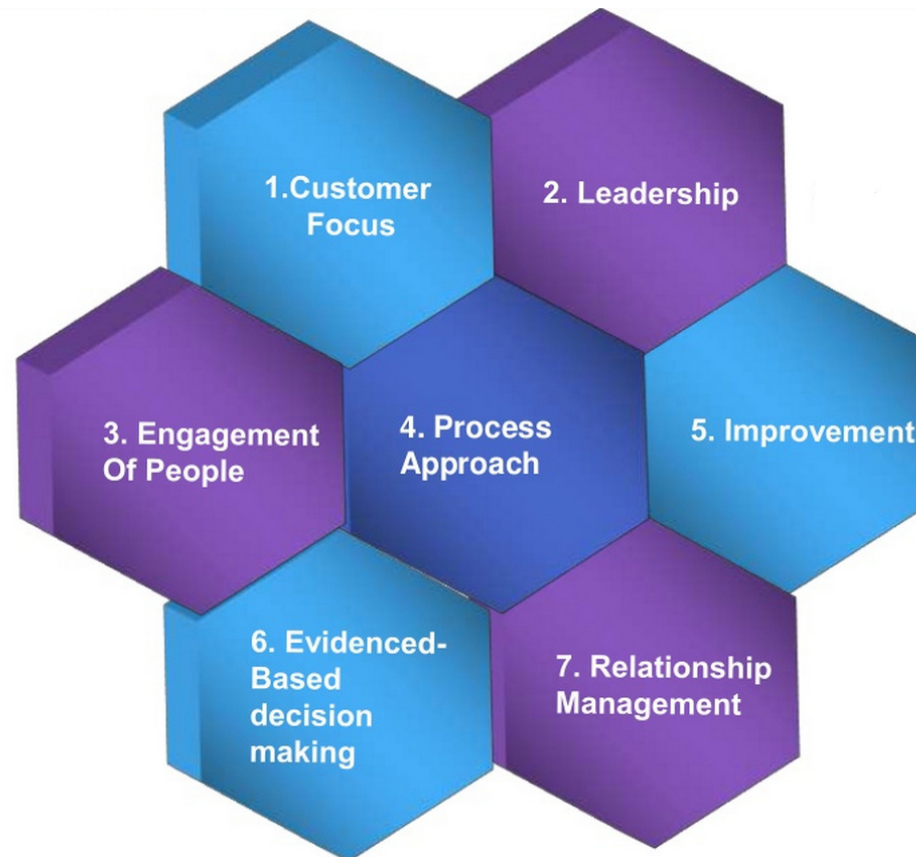 1.Customer
Focus
2. Leadership
3. Engagement
Of People
4. Process
Approach
5. Improvement
6. Evidenced-
Based
decision
making
7. Relationship
Management